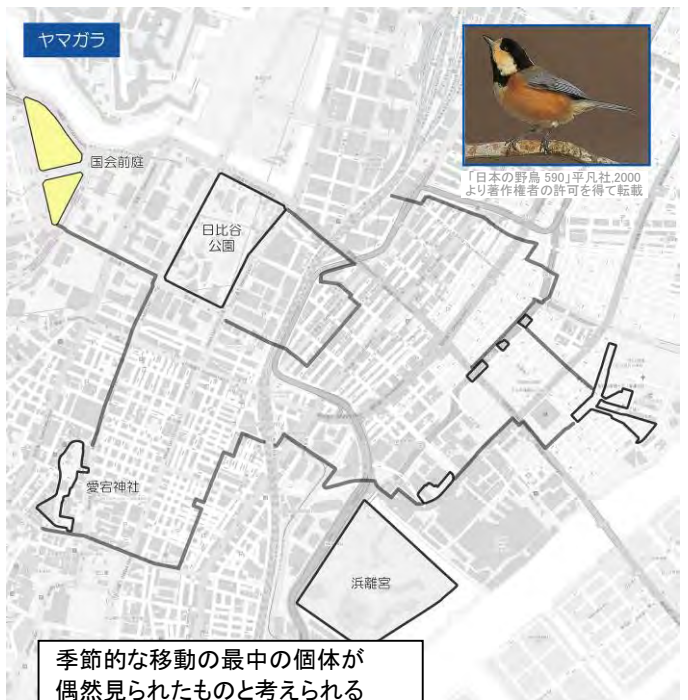 ヤマガラ
「日本の野鳥 590」平凡社,2000
より著作権者の許可を得て転載
国会前庭
日比谷
公園
愛宕神社
浜離宮
季節的な移動の最中の個体が
偶然見られたものと考えられる